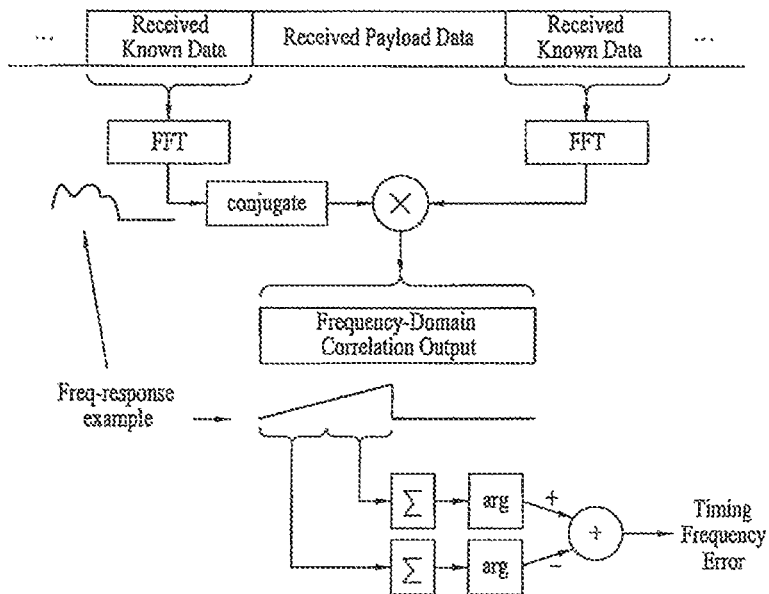 ... Received Known Data Received Payload Data Received Known Data ...
FFT
FFT
conjugate
×
Frequency-Domain
Correlation Output
Freq-response
example
Σ
arg
+
Σ
arg
−
+
Timing
Frequency
Error